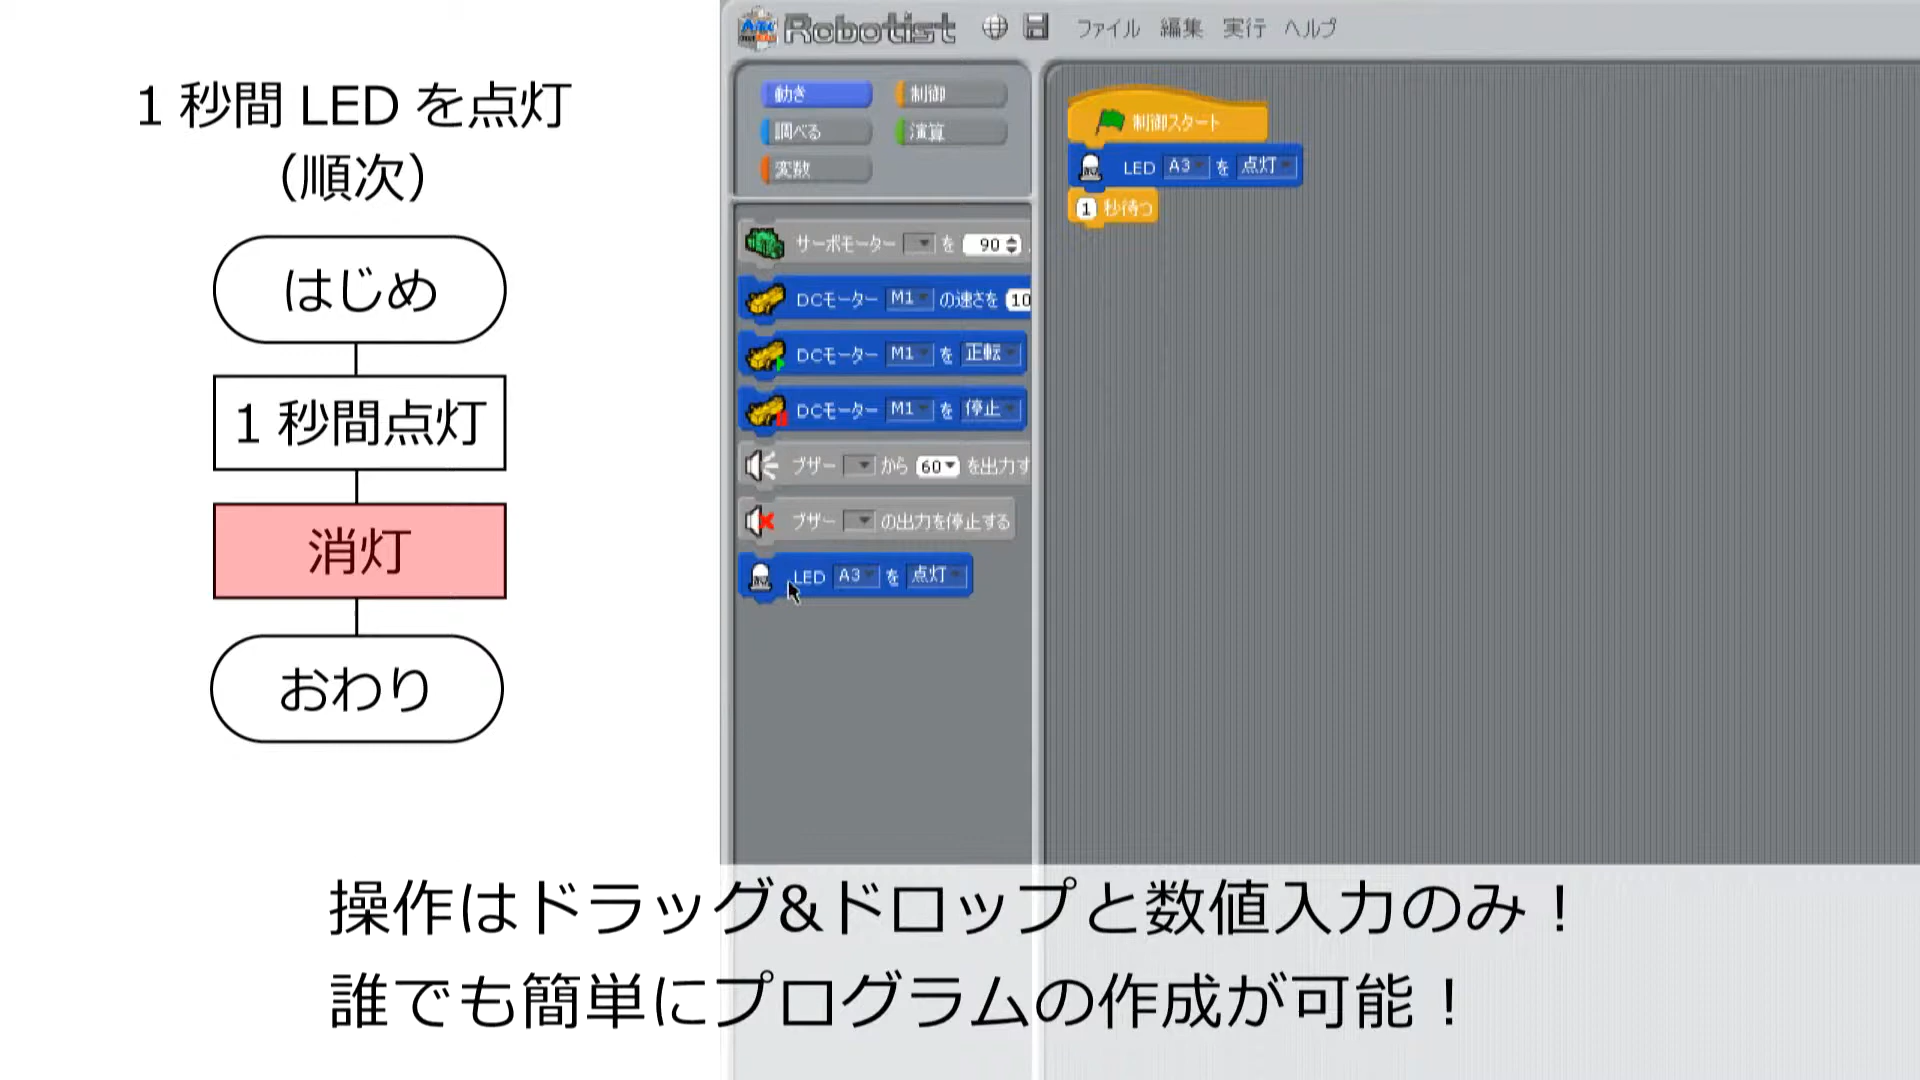 1 秒間 LED を点灯
（順次）
はじめ
1 秒間点灯
消灯
おわり
Robotist ファイル 編集 実行 ヘルプ
動き 制御
調べる 演算
変数
サーボモーター を 90
DCモーター M1 の速さを 10
DCモーター M1 を 正転
DCモーター M1 を 停止
ブザー から 60 を出力す
ブザー の出力を停止する
LED A3 を 点灯
制御スタート
LED A3 を 点灯
1 秒待つ
操作はドラッグ&ドロップと数値入力のみ！
誰でも簡単にプログラムの作成が可能！